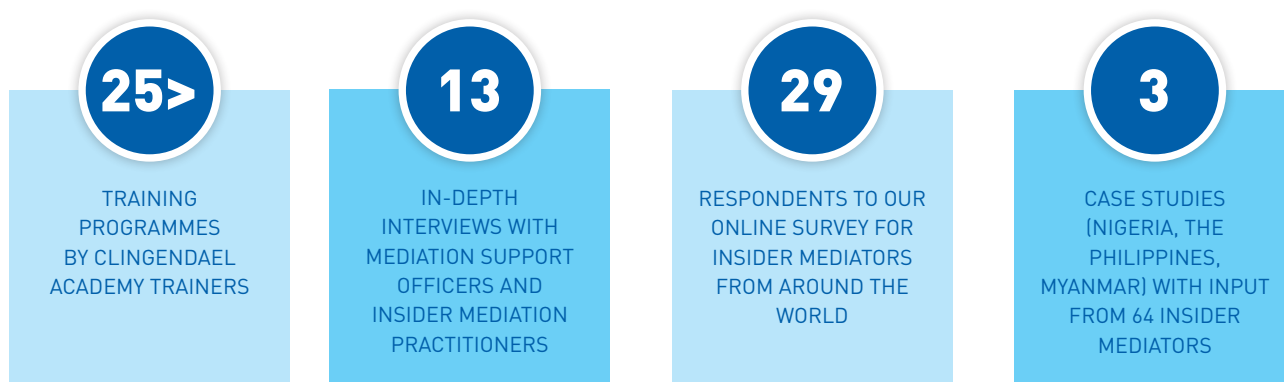 25>
TRAINING
PROGRAMMES
BY CLINGENDAEL
ACADEMY TRAINERS
13
IN-DEPTH
INTERVIEWS WITH
MEDIATION SUPPORT
OFFICERS AND
INSIDER MEDIATION
PRACTITIONERS
29
RESPONDENTS TO OUR
ONLINE SURVEY FOR
INSIDER MEDIATORS
FROM AROUND THE
WORLD
3
CASE STUDIES
(NIGERIA, THE
PHILIPPINES,
MYANMAR) WITH INPUT
FROM 64 INSIDER
MEDIATORS